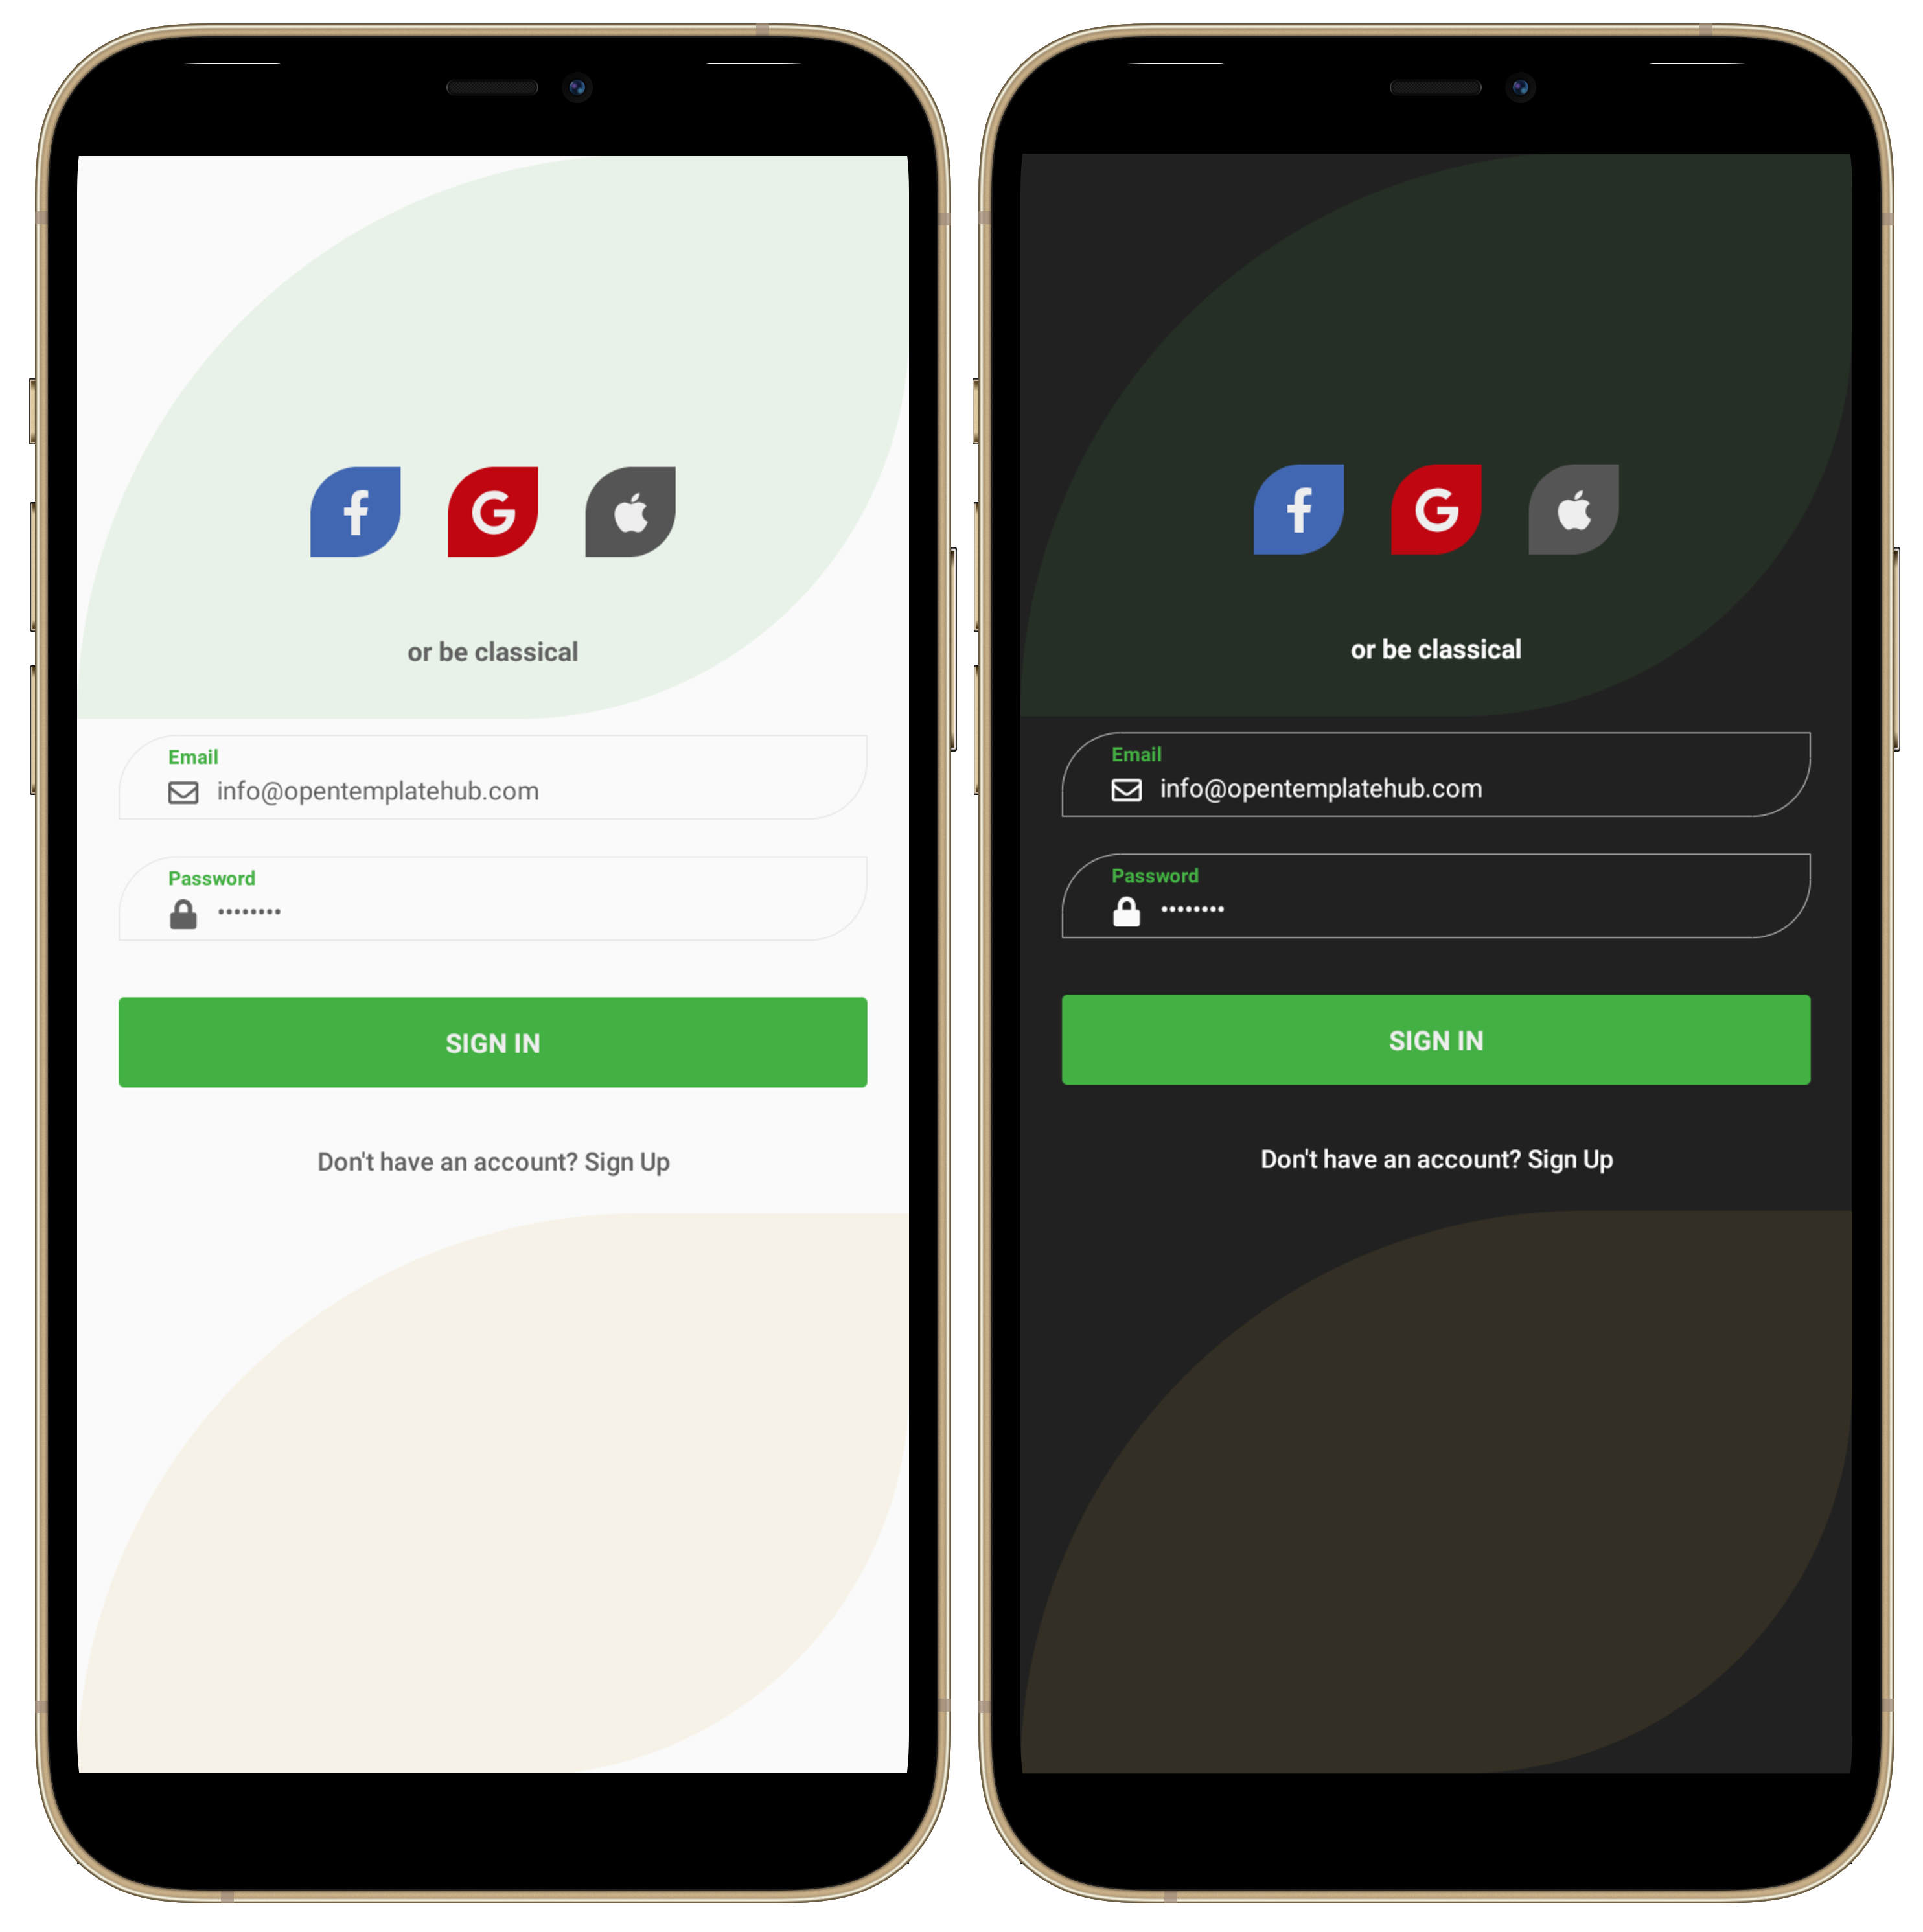 or be classical
Email
info@opentemplatehub.com
Password
••••••••
SIGN IN
Don't have an account? Sign Up
or be classical
Email
info@opentemplatehub.com
Password
••••••••
SIGN IN
Don't have an account? Sign Up